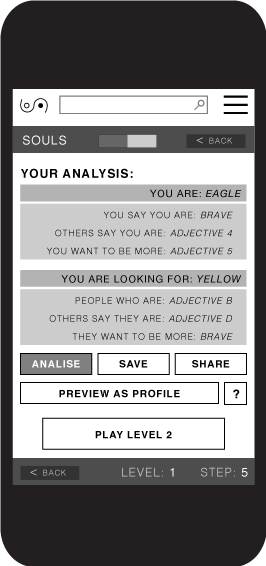 SOULS
< BACK
YOUR ANALYSIS:
YOU ARE: EAGLE
YOU SAY YOU ARE: BRAVE
OTHERS SAY YOU ARE: ADJECTIVE 4
YOU WANT TO BE MORE: ADJECTIVE 5
YOU ARE LOOKING FOR: YELLOW
PEOPLE WHO ARE: ADJECTIVE B
OTHERS SAY THEY ARE: ADJECTIVE D
THEY WANT TO BE MORE: BRAVE
ANALISE SAVE SHARE
PREVIEW AS PROFILE ?
PLAY LEVEL 2
< BACK LEVEL: 1 STEP: 5